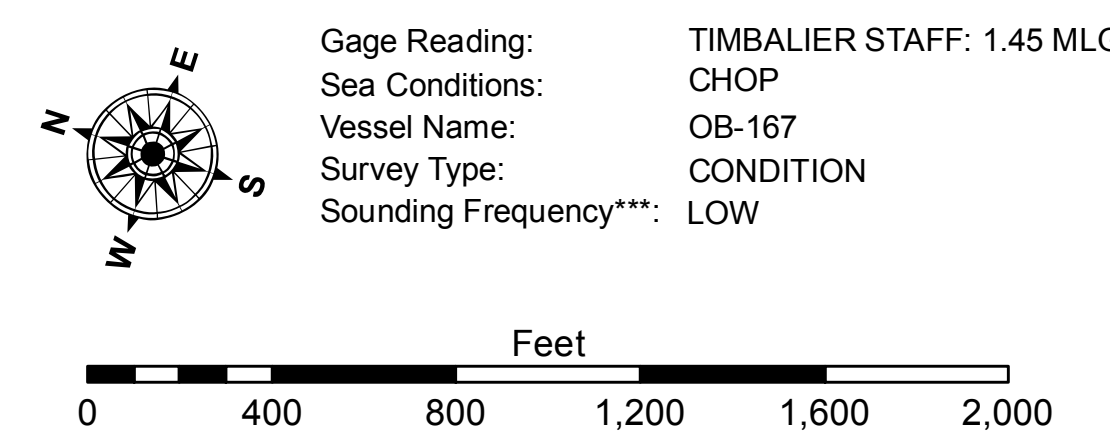 E
N
S
W
Gage Reading: TIMBALIER STAFF: 1.45
Sea Conditions: CHOP
Vessel Name: OB-167
Survey Type: CONDITION
Sounding Frequency***: LOW
Feet
0 400 800 1,200 1,600 2,000